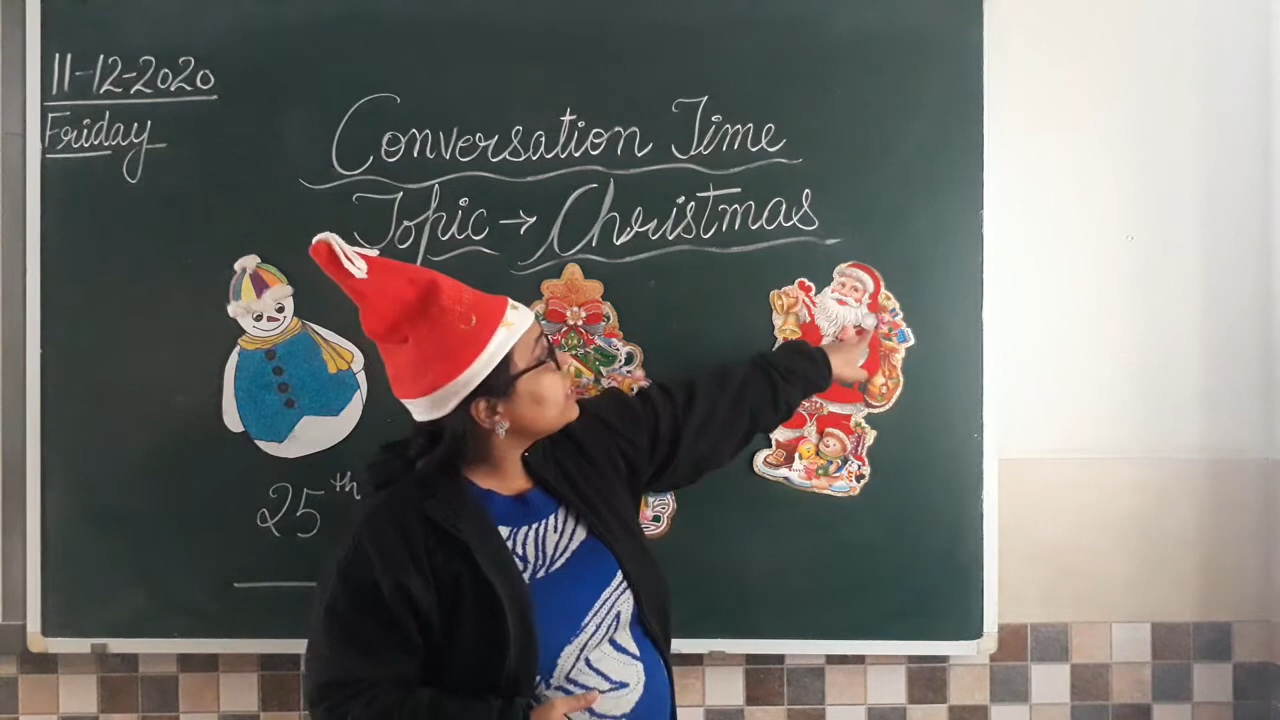 11-12-2020
Friday
Conversation Time
Topic → Christmas
25th